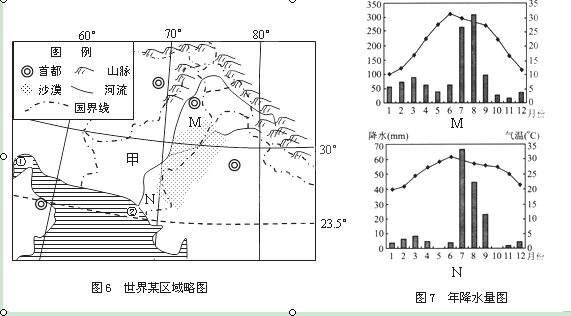 60° 70° 80°
图 例
首都 山脉
沙漠 河流
国界线
M
甲
30°
①
N
②
23.5°
图 6 世界某区域略图
350 35
300 30
250 25
200 20
150 15
100 10
50 5
0 0
1 2 3 4 5 6 7 8 9 10 11 12 月份
M
降水(mm) 气温(°C)
70 35
60 30
50 25
40 20
30 15
20 10
10 5
0 0
1 2 3 4 5 6 7 8 9 10 11 12 月份
N
图 7 年降水量图